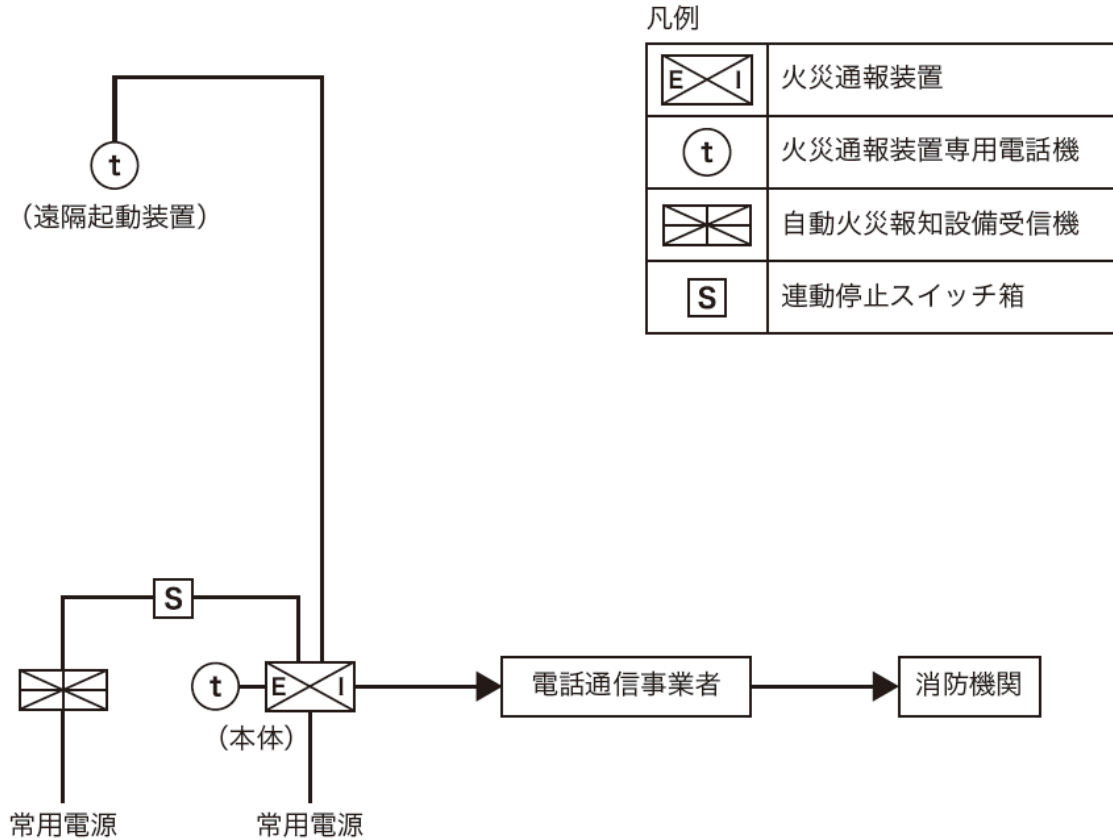 凡例
E I 火災通報装置
t 火災通報装置専用電話機
自動火災報知設備受信機
S 連動停止スイッチ箱
t
（遠隔起動装置）
S
t E I 電話通信事業者 消防機関
（本体）
常用電源 常用電源